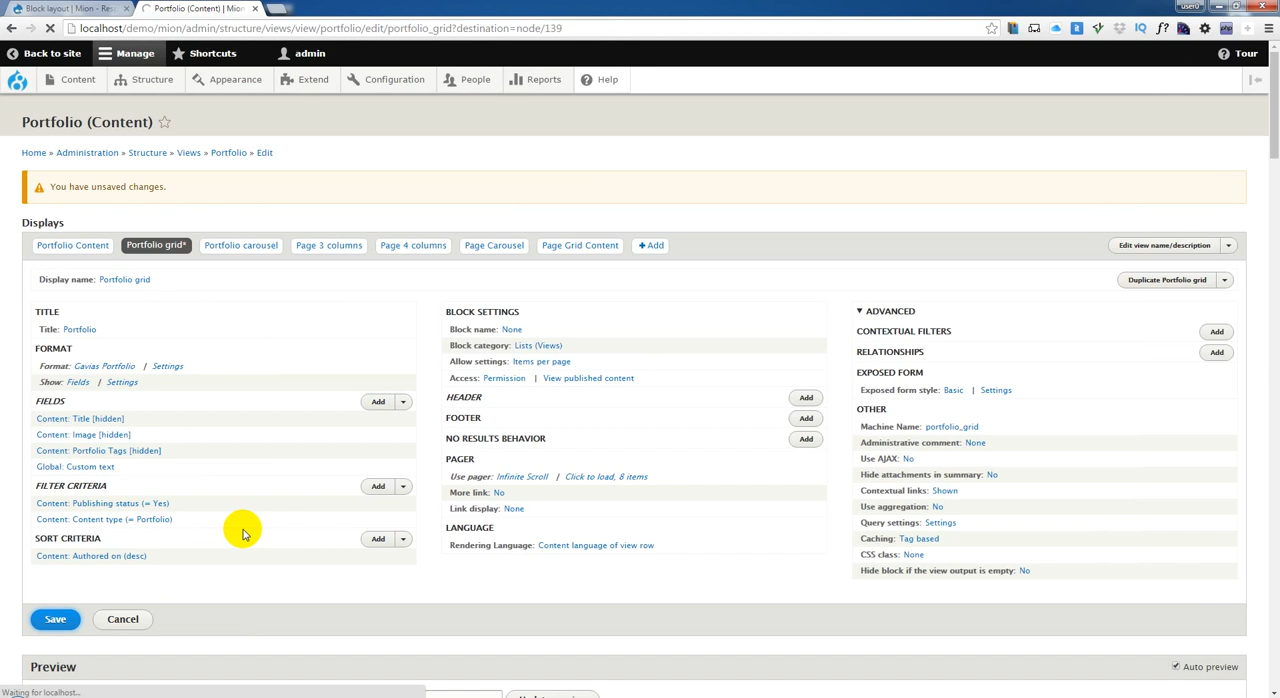 Block layout | Mion - Res
Portfolio (Content) | Mion
user0
localhost/demo/mion/admin/structure/views/view/portfolio/edit/portfolio_grid?destination=node/139
Back to site
Manage
Shortcuts
admin
Tour
Content
Structure
Appearance
Extend
Configuration
People
Reports
Help
Portfolio (Content)
Home » Administration » Structure » Views » Portfolio » Edit
You have unsaved changes.
Displays
Portfolio Content
Portfolio grid*
Portfolio carousel
Page 3 columns
Page 4 columns
Page Carousel
Page Grid Content
Add
Edit view name/description
Display name: Portfolio grid
Duplicate Portfolio grid
TITLE
Title: Portfolio
FORMAT
Format: Gavias Portfolio | Settings
Show: Fields | Settings
FIELDS
Add
Content: Title [hidden]
Content: Image [hidden]
Content: Portfolio Tags [hidden]
Global: Custom text
FILTER CRITERIA
Add
Content: Publishing status (= Yes)
Content: Content type (= Portfolio)
SORT CRITERIA
Add
Content: Authored on (desc)
BLOCK SETTINGS
Block name: None
Block category: Lists (Views)
Allow settings: Items per page
Access: Permission | View published content
HEADER
Add
FOOTER
Add
NO RESULTS BEHAVIOR
Add
PAGER
Use pager: Infinite Scroll | Click to load, 8 items
More link: No
Link display: None
LANGUAGE
Rendering Language: Content language of view row
ADVANCED
CONTEXTUAL FILTERS
Add
RELATIONSHIPS
Add
EXPOSED FORM
Exposed form style: Basic | Settings
OTHER
Machine Name: portfolio_grid
Administrative comment: None
Use AJAX: No
Hide attachments in summary: No
Contextual links: Shown
Use aggregation: No
Query settings: Settings
Caching: Tag based
CSS class: None
Hide block if the view output is empty: No
Save
Cancel
Preview
Auto preview
Waiting for localhost...